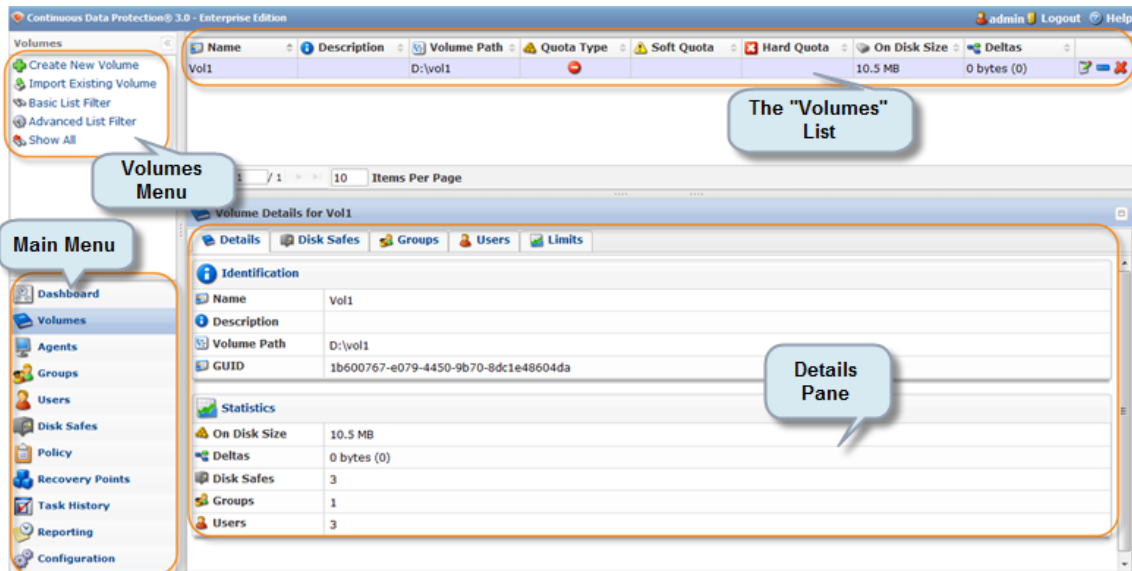 Continuous Data Protection® 3.0 - Enterprise Edition
admin Logout Help
Volumes
Create New Volume
Import Existing Volume
Basic List Filter
Advanced List Filter
Show All
Volumes Menu
Name Description Volume Path Quota Type Soft Quota Hard Quota On Disk Size Deltas
Vol1 D:\vol1 10.5 MB 0 bytes (0)
The "Volumes"
List
1 / 1 10 Items Per Page
Main Menu
Dashboard
Volumes
Agents
Groups
Users
Disk Safes
Policy
Recovery Points
Task History
Reporting
Configuration
Volume Details for Vol1
Details Disk Safes Groups Users Limits
Identification
Name Vol1
Description
Volume Path D:\vol1
GUID 1b600767-e079-4450-9b70-8dc1e48604da
Details
Pane
Statistics
On Disk Size 10.5 MB
Deltas 0 bytes (0)
Disk Safes 3
Groups 1
Users 3